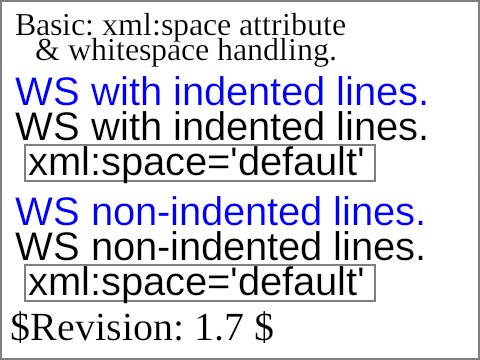 Basic: xml:space attribute
& whitespace handling.
WS with indented lines.
WS with indented lines.
xml:space='default'
WS non-indented lines.
WS non-indented lines.
xml:space='default'
$Revision: 1.7 $